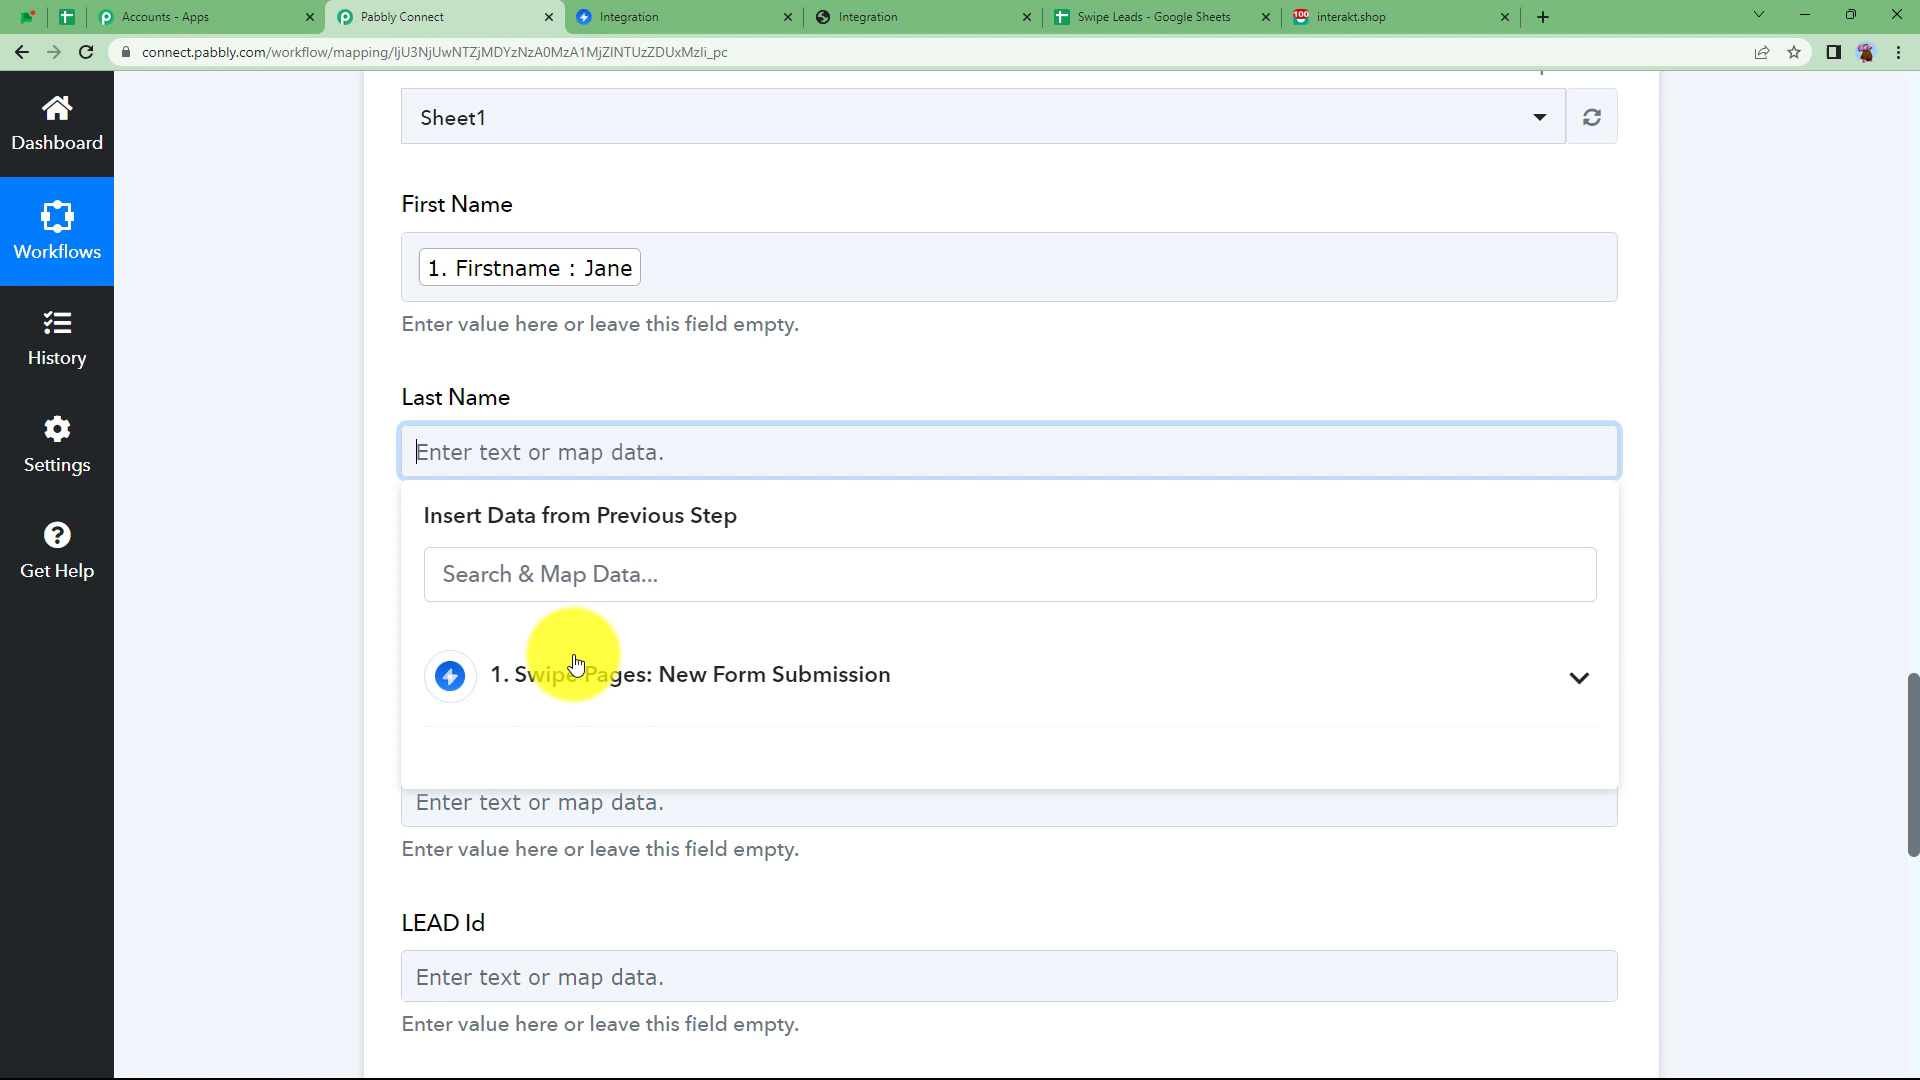 Accounts - Apps
Pabbly Connect
Integration
Integration
Swipe Leads - Google Sheets
100
interakt.shop
connect.pabbly.com/workflow/mapping/IjU3NjUwNTZjMDYzNzA0MzA1MjZlNTUzZDUxMzIi_pc
Dashboard
Workflows
History
Settings
Get Help
Sheet1
First Name
1. Firstname : Jane
Enter value here or leave this field empty.
Last Name
Enter text or map data.
Insert Data from Previous Step
Search & Map Data...
1. Swipe Pages: New Form Submission
Enter text or map data.
Enter value here or leave this field empty.
LEAD Id
Enter text or map data.
Enter value here or leave this field empty.